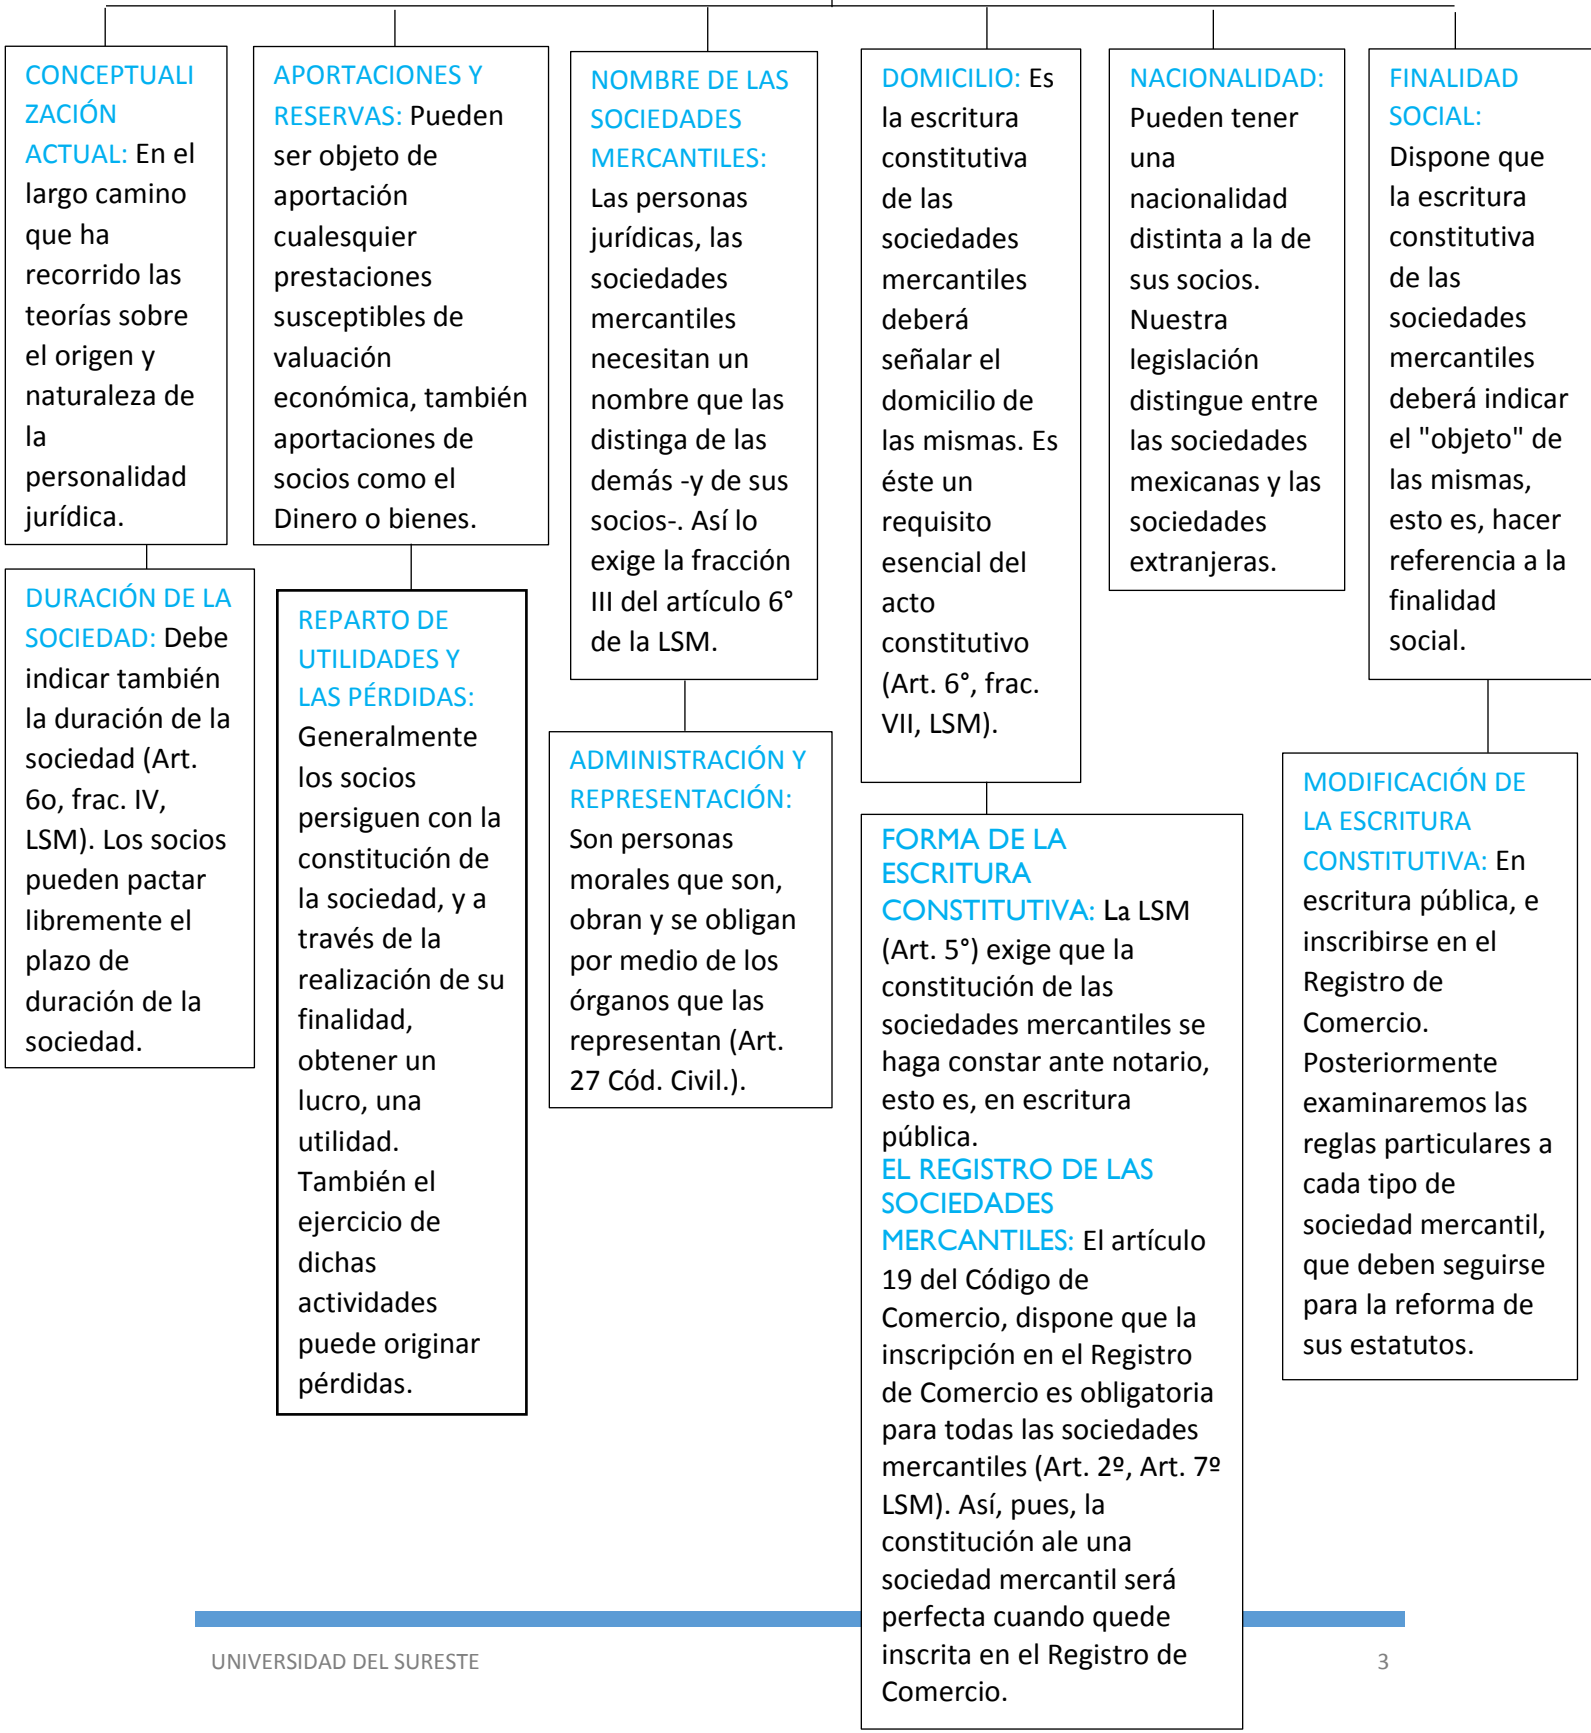 CONCEPTUALI
ZACIÓN
ACTUAL: En el
largo camino
que ha
recorrido las
teorías sobre
el origen y
naturaleza de
la
personalidad
jurídica.
APORTACIONES Y
RESERVAS: Pueden
ser objeto de
aportación
cualesquier
prestaciones
susceptibles de
valuación
económica, también
aportaciones de
socios como el
Dinero o bienes.
NOMBRE DE LAS
SOCIEDADES
MERCANTILES:
Las personas
jurídicas, las
sociedades
mercantiles
necesitan un
nombre que las
distinga de las
demás -y de sus
socios-. Así lo
exige la fracción
III del artículo 6°
de la LSM.
DOMICILIO: Es
la escritura
constitutiva
de las
sociedades
mercantiles
deberá
señalar el
domicilio de
las mismas. Es
éste un
requisito
esencial del
acto
constitutivo
(Art. 6°, frac.
VII, LSM).
NACIONALIDAD:
Pueden tener
una
nacionalidad
distinta a la de
sus socios.
Nuestra
legislación
distingue entre
las sociedades
mexicanas y las
sociedades
extranjeras.
FINALIDAD
SOCIAL:
Dispone que
la escritura
constitutiva
de las
sociedades
mercantiles
deberá indicar
el "objeto" de
las mismas,
esto es, hacer
referencia a la
finalidad
social.
DURACIÓN DE LA
SOCIEDAD: Debe
indicar también
la duración de la
sociedad (Art.
6o, frac. IV,
LSM). Los socios
pueden pactar
libremente el
plazo de
duración de la
sociedad.
REPARTO DE
UTILIDADES Y
LAS PÉRDIDAS:
Generalmente
los socios
persiguen con la
constitución de
la sociedad, y a
través de la
realización de su
finalidad,
obtener un
lucro, una
utilidad.
También el
ejercicio de
dichas
actividades
puede originar
pérdidas.
ADMINISTRACIÓN Y
REPRESENTACIÓN:
Son personas
morales que son,
obran y se obligan
por medio de los
órganos que las
representan (Art.
27 Cód. Civil.).
FORMA DE LA
ESCRITURA
CONSTITUTIVA: La LSM
(Art. 5°) exige que la
constitución de las
sociedades mercantiles se
haga constar ante notario,
esto es, en escritura
pública.
EL REGISTRO DE LAS
SOCIEDADES
MERCANTILES: El artículo
19 del Código de
Comercio, dispone que la
inscripción en el Registro
de Comercio es obligatoria
para todas las sociedades
mercantiles (Art. 2º, Art. 7º
LSM). Así, pues, la
constitución ale una
sociedad mercantil será
perfecta cuando quede
inscrita en el Registro de
Comercio.
MODIFICACIÓN DE
LA ESCRITURA
CONSTITUTIVA: En
escritura pública, e
inscribirse en el
Registro de
Comercio.
Posteriormente
examinaremos las
reglas particulares a
cada tipo de
sociedad mercantil,
que deben seguirse
para la reforma de
sus estatutos.
UNIVERSIDAD DEL SURESTE
3